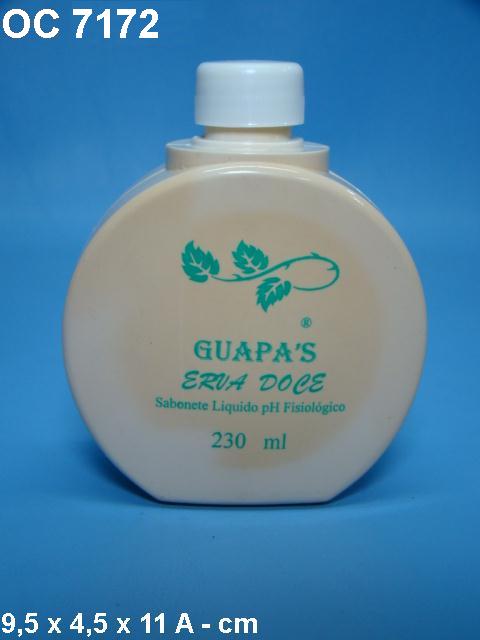 OC 7172
®
GUAPA'S
ERVA DOCE
Sabonete Liquido pH Fisiológico
230 ml
9,5 x 4,5 x 11 A - cm